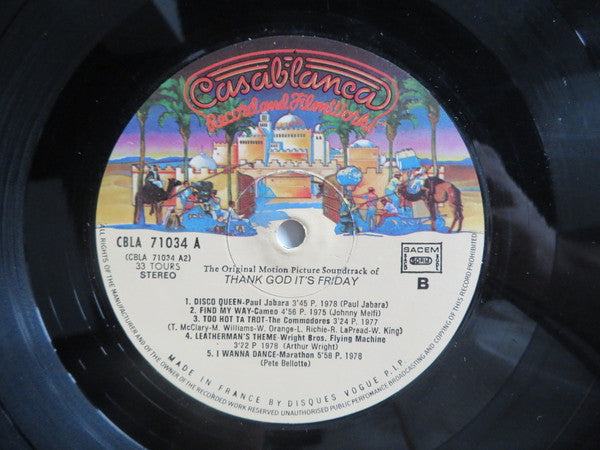 Casablanca
Record and FilmWorks
CBLA 71034 A
(CBLA 71034 A2)
33 TOURS
STEREO
SACEM
B
The Original Motion Picture Soundtrack of
THANK GOD IT'S FRIDAY
1. DISCO QUEEN-Paul Jabara 3'45 P. 1978 (Paul Jabara)
2. FIND MY WAY-Cameo 4'56 P. 1975 (Johnny Melfi)
3. TOO HOT TA TROT-The Commodores 3'24 P. 1977
(T. McClary-M. Williams-W. Orange-L. Richie-R. LaPread-W. King)
4. LEATHERMAN'S THEME-Wright Bros. Flying Machine
3'22 P. 1978 (Arthur Wright)
5. I WANNA DANCE-Marathon 5'58 P. 1978
(Pete Bellotte)
MADE IN FRANCE BY DISQUES VOGUE P.I.P.
ALL RIGHTS OF THE MANUFACTURER AND OF THE OWNER OF THE RECORDED WORK RESERVED UNAUTHORISED PUBLIC PERFOMANCE BROADCASTING AND COPYING OF THIS RECORD PROHIBITED